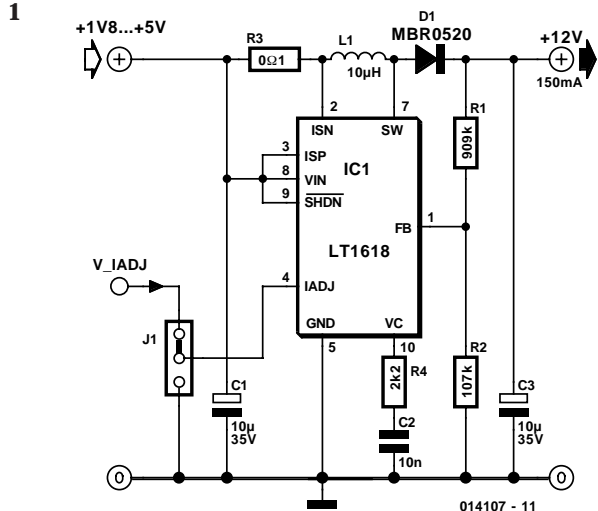 1
+1V8...+5V
R3
0Ω1
L1
10µH
D1
MBR0520
+12V
150mA
2
7
ISN
SW
R1
909k
3
ISP
IC1
8
VIN
9
SHDN
FB
1
LT1618
V_IADJ
4
IADJ
J1
GND
VC
5
10
R4
2k2
R2
107k
C1
10µ
35V
C2
10n
C3
10µ
35V
0
0
014107 - 11